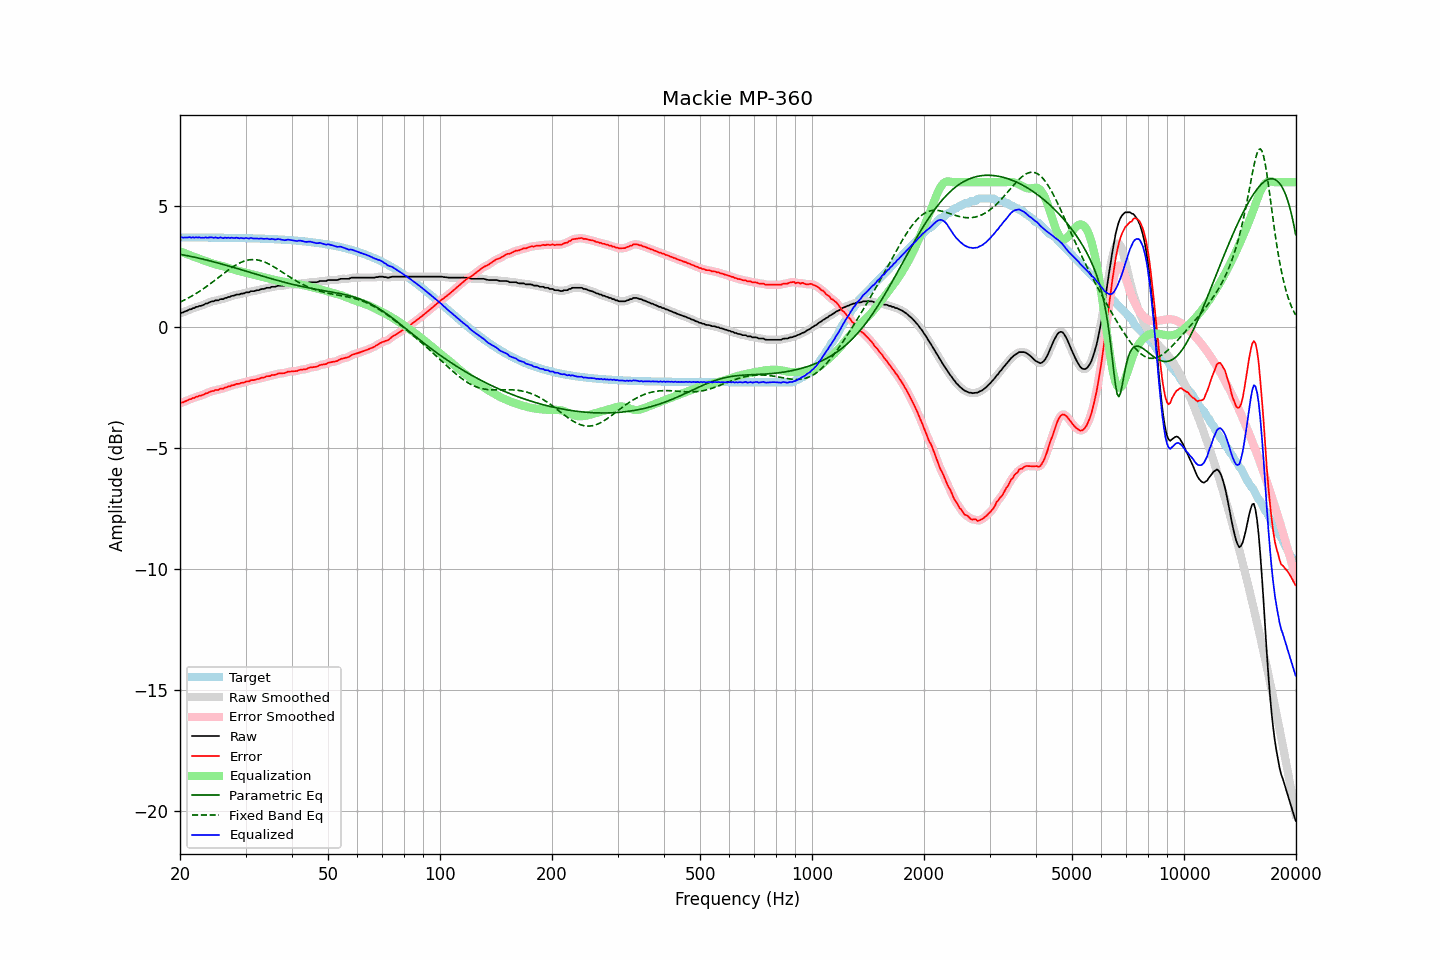 Mackie MP-360
Amplitude (dBr)
5
0
−5
−10
−15
−20
Target
Raw Smoothed
Error Smoothed
Raw
Error
Equalization
Parametric Eq
Fixed Band Eq
Equalized
20 50 100 200 500 1000 2000 5000 10000 20000
Frequency (Hz)